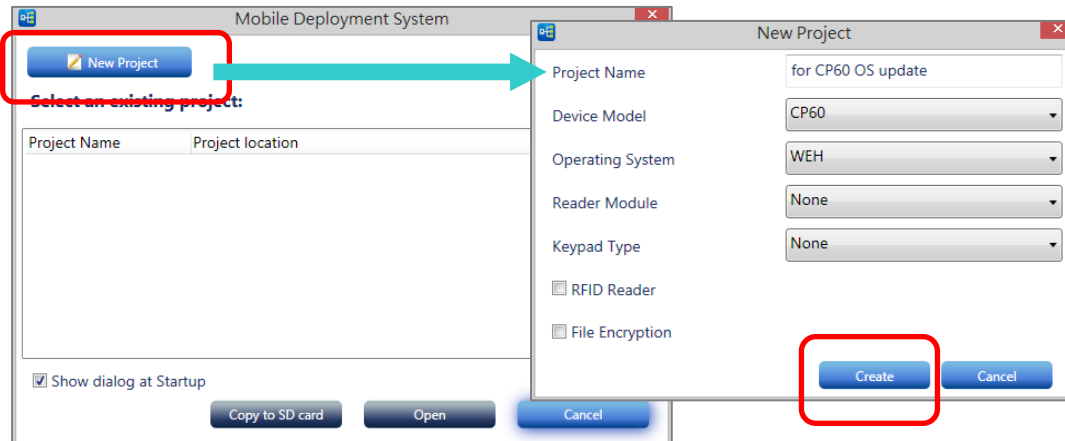 Mobile Deployment System
New Project
Select an existing project:
Project Name Project location
Show dialog at Startup
Copy to SD card Open Cancel
New Project
Project Name for CP60 OS update
Device Model CP60
Operating System WEH
Reader Module None
Keypad Type None
RFID Reader
File Encryption
Create Cancel